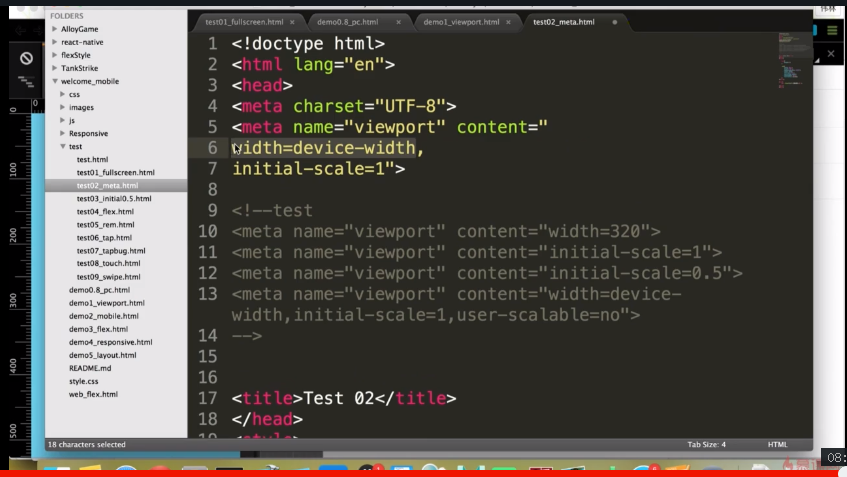 FOLDERS
AlloyGame
react-native
flexStyle
TankStrike
welcome_mobile
css
images
js
Responsive
test
test.html
test01_fullscreen.html
test02_meta.html
test03_initial0.5.html
test04_flex.html
test05_rem.html
test06_tap.html
test07_tapbug.html
test08_touch.html
test09_swipe.html
demo0.8_pc.html
demo1_viewport.html
demo2_mobile.html
demo3_flex.html
demo4_responsive.html
demo5_layout.html
README.md
style.css
web_flex.html
test01_fullscreen.html × demo0.8_pc.html × demo1_viewport.html × test02_meta.html
1 <!doctype html>
2 <html lang="en">
3 <head>
4 <meta charset="UTF-8">
5 <meta name="viewport" content="
6 width=device-width,
7 initial-scale=1">
8
9 <!--test
10 <meta name="viewport" content="width=320">
11 <meta name="viewport" content="initial-scale=1">
12 <meta name="viewport" content="initial-scale=0.5">
13 <meta name="viewport" content="width=device-
width,initial-scale=1,user-scalable=no">
14 -->
15
16
17 <title>Test 02</title>
18 </head>
19 <style>
18 characters selected
Tab Size: 4
HTML
0
0
100
200
300
400
500
08: